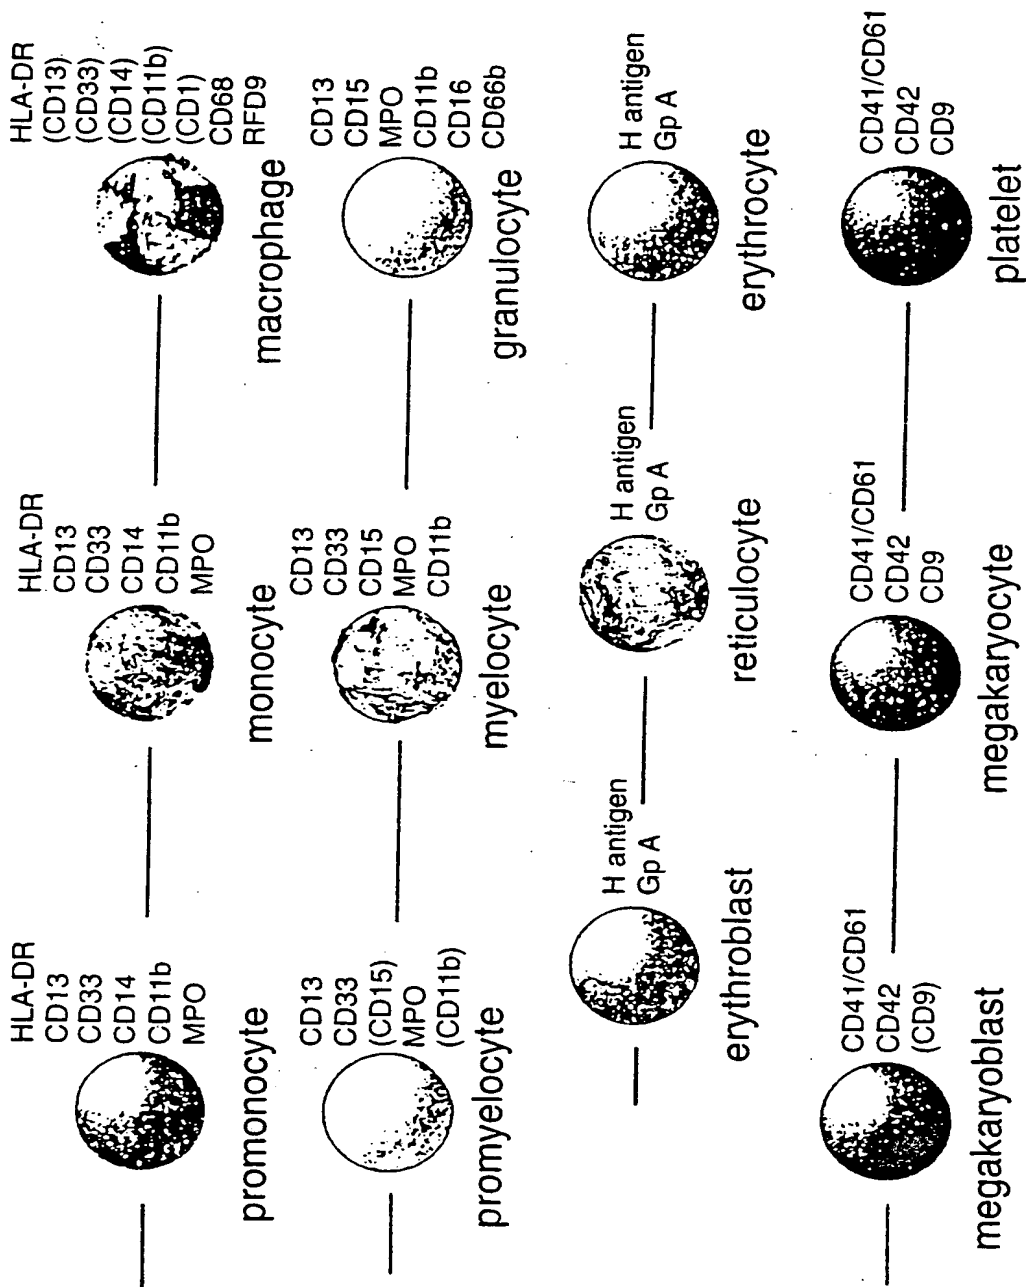 HLA-DR
CD13
CD33
CD14
CD11b
MPO
promonocyte
HLA-DR
CD13
CD33
CD14
CD11b
MPO
monocyte
HLA-DR
(CD13)
(CD33)
(CD14)
(CD11b)
(CD1)
CD68
RFD9
macrophage
CD13
CD33
(CD15)
MPO
(CD11b)
promyelocyte
CD13
CD33
CD15
MPO
CD11b
myelocyte
CD13
CD15
MPO
CD11b
CD16
CD66b
granulocyte
H antigen
Gp A
erythroblast
H antigen
Gp A
reticulocyte
H antigen
Gp A
erythrocyte
CD41/CD61
CD42
(CD9)
megakaryoblast
CD41/CD61
CD42
CD9
megakaryocyte
CD41/CD61
CD42
CD9
platelet